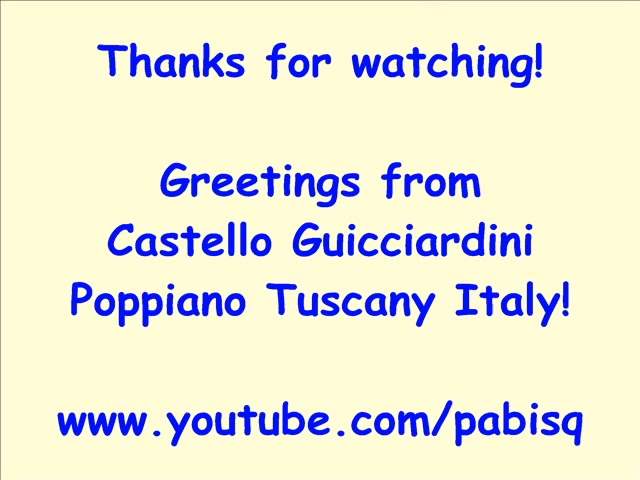 Thanks for watching!
Greetings from
Castello Guicciardini
Poppiano Tuscany Italy!
www.youtube.com/pabisq